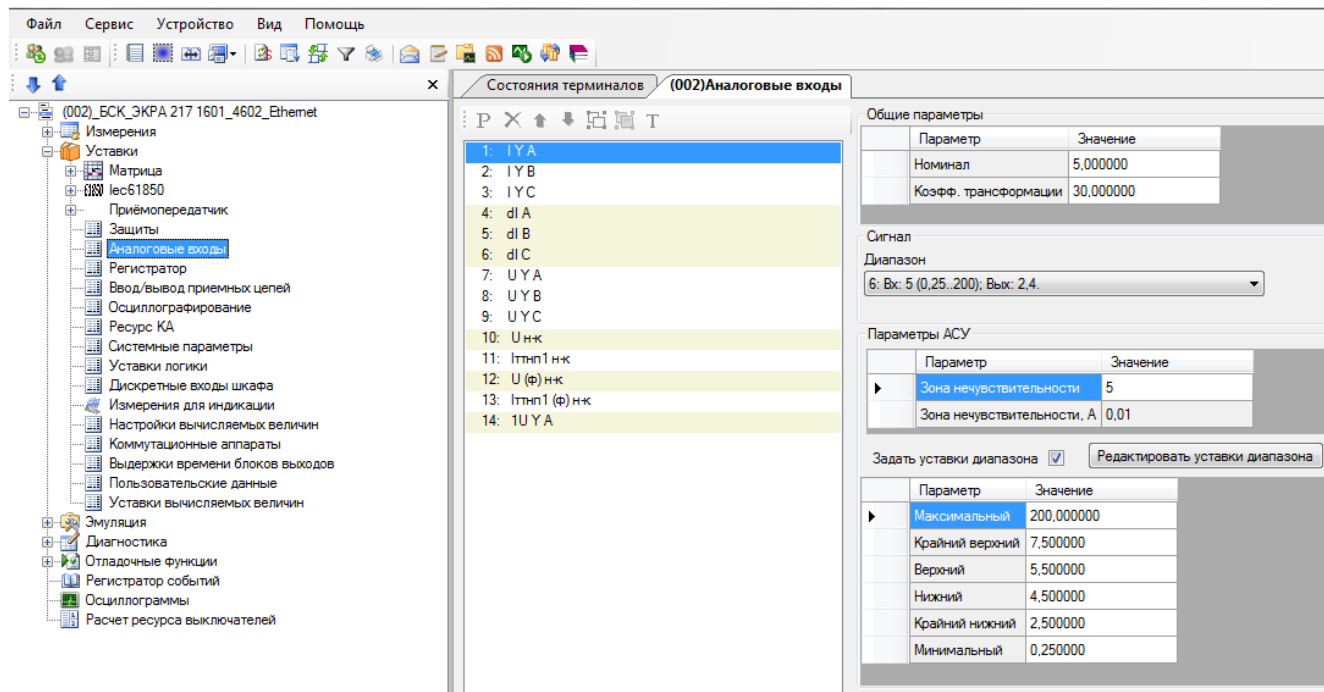 Файл Сервис Устройство Вид Помощь
(002)_БСК_ЭКРА 217 1601_4602_Ethernet
Измерения
Уставки
Матрица
Iec61850
Приёмопередатчик
Защиты
Аналоговые входы
Регистратор
Ввод/вывод приемных цепей
Осциллографирование
Ресурс КА
Системные параметры
Уставки логики
Дискретные входы шкафа
Измерения для индикации
Настройки вычисляемых величин
Коммутационные аппараты
Выдержки времени блоков выходов
Пользовательские данные
Уставки вычисляемых величин
Эмуляция
Диагностика
Отладочные функции
Регистратор событий
Осциллограммы
Расчет ресурса выключателей
Состояния терминалов (002)Аналоговые входы
P T
1: I Y A
2: I Y B
3: I Y C
4: dI A
5: dI B
6: dI C
7: U Y A
8: U Y B
9: U Y C
10: U н-к
11: Iттнп1 н-к
12: U (ф) н-к
13: Iттнп1 (ф) н-к
14: 1U Y A
Общие параметры
Параметр Значение
Номинал 5,000000
Коэфф. трансформации 30,000000
Сигнал
Диапазон
6: Вх: 5 (0,25..200); Вых: 2,4.
Параметры АСУ
Параметр Значение
Зона нечувствительности 5
Зона нечувствительности, А 0,01
Задать уставки диапазона Редактировать уставки диапазона
Параметр Значение
Максимальный 200,000000
Крайний верхний 7,500000
Верхний 5,500000
Нижний 4,500000
Крайний нижний 2,500000
Минимальный 0,250000